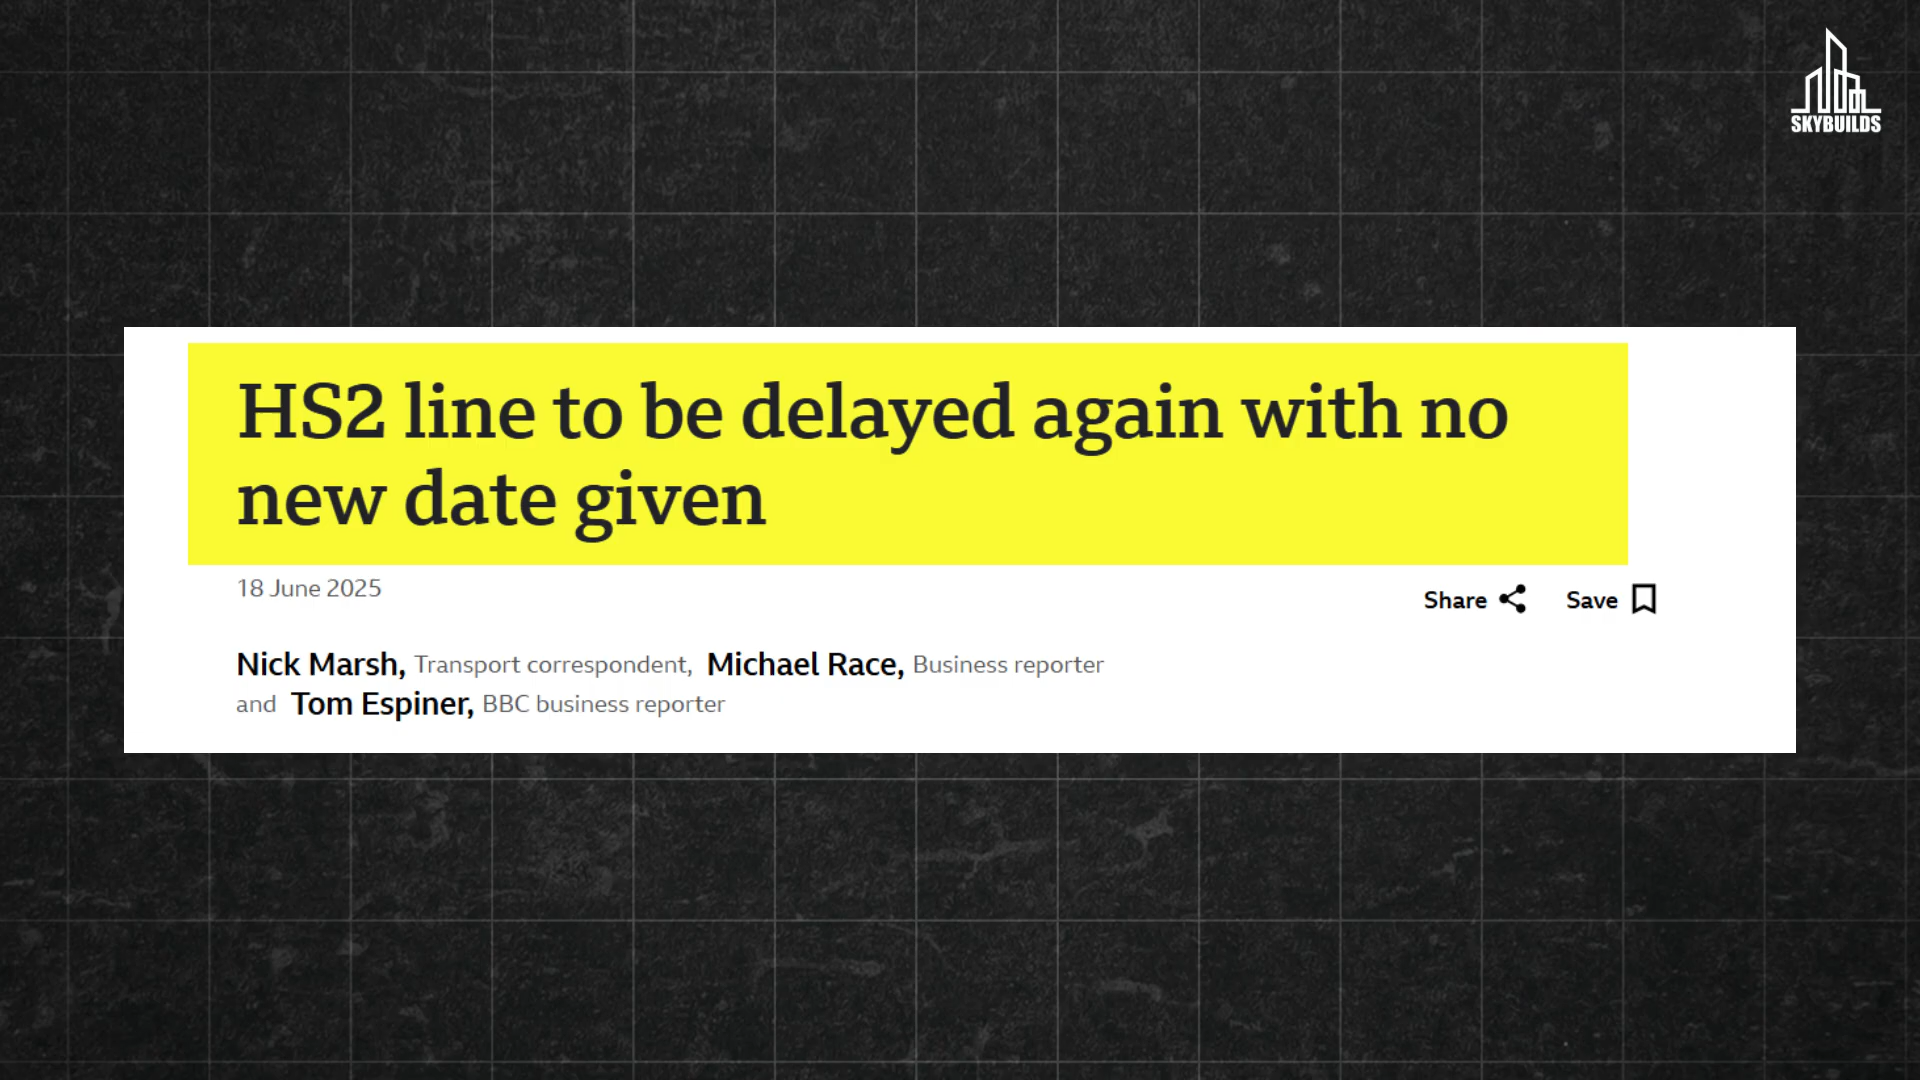 SKYBUILDS
HS2 line to be delayed again with no
new date given
18 June 2025
Share
Save
Nick Marsh, Transport correspondent, Michael Race, Business reporter
and Tom Espiner, BBC business reporter